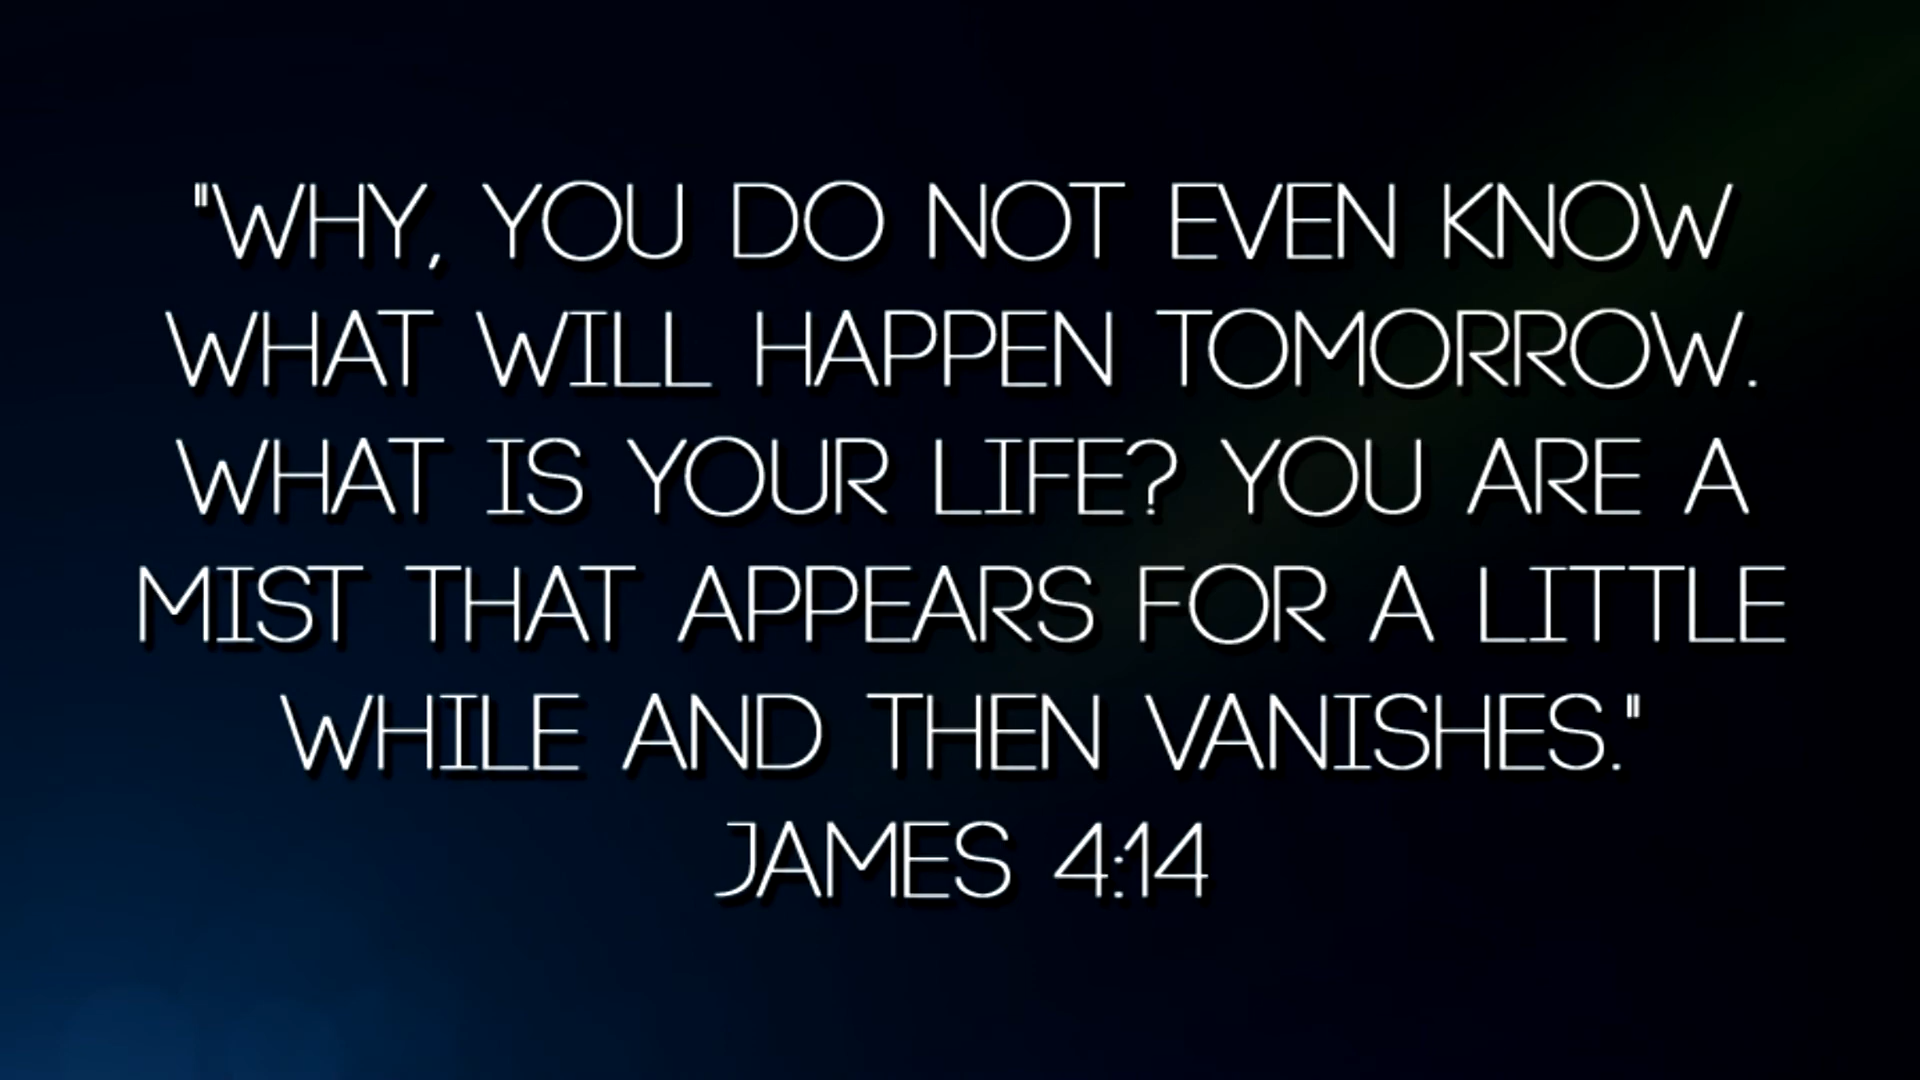 "WHY, YOU DO NOT EVEN KNOW
WHAT WILL HAPPEN TOMORROW.
WHAT IS YOUR LIFE? YOU ARE A
MIST THAT APPEARS FOR A LITTLE
WHILE AND THEN VANISHES."
JAMES 4:14